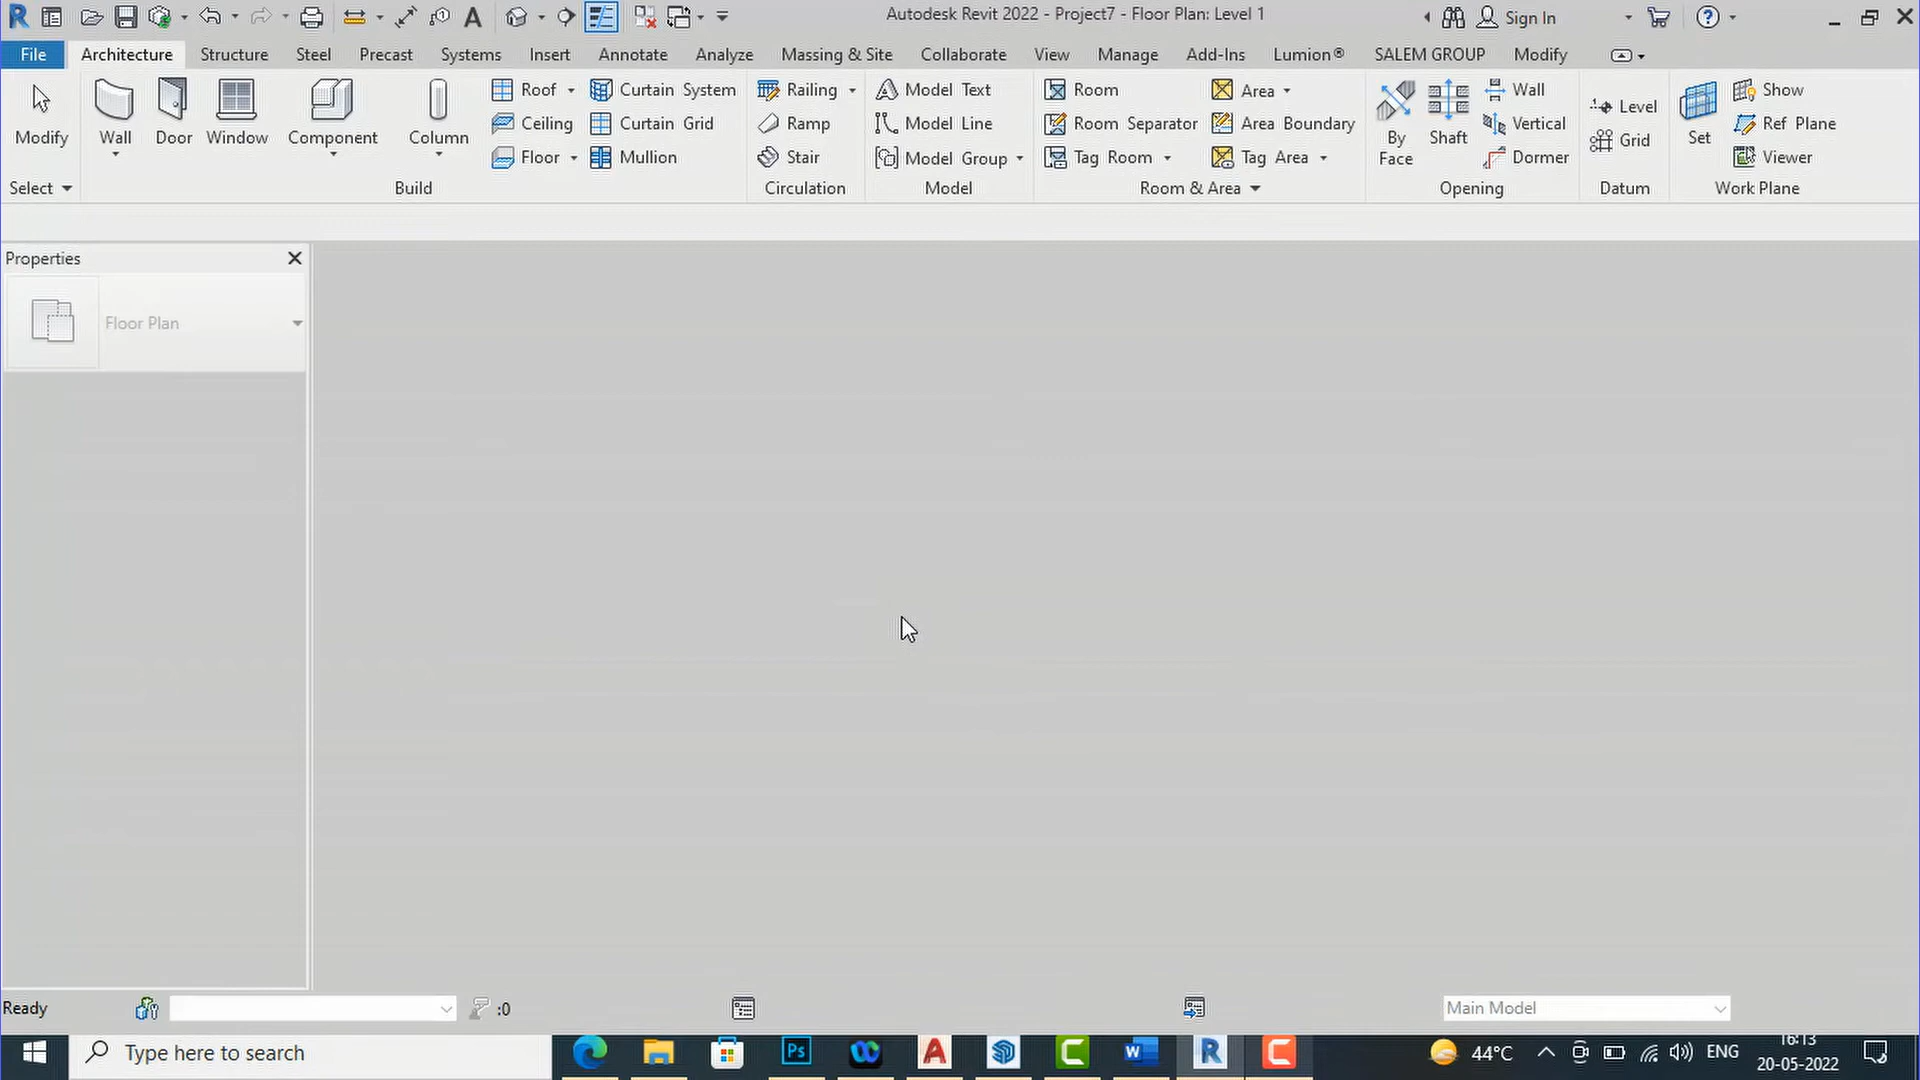 Autodesk Revit 2022 - Project7 - Floor Plan: Level 1
Sign In
File Architecture Structure Steel Precast Systems Insert Annotate Analyze Massing & Site Collaborate View Manage Add-Ins Lumion® SALEM GROUP Modify
Modify
Select
Wall
Door
Window
Component
Column
Roof
Ceiling
Floor
Curtain System
Curtain Grid
Mullion
Build
Railing
Ramp
Stair
Circulation
Model Text
Model Line
Model Group
Model
Room
Room Separator
Tag Room
Area
Area Boundary
Tag Area
Room & Area
By
Face
Shaft
Wall
Vertical
Dormer
Opening
Level
Grid
Datum
Set
Show
Ref Plane
Viewer
Work Plane
Properties
Floor Plan
Ready
:0
Main Model
Type here to search
Ps
W
R
44°C
ENG
16:13
20-05-2022